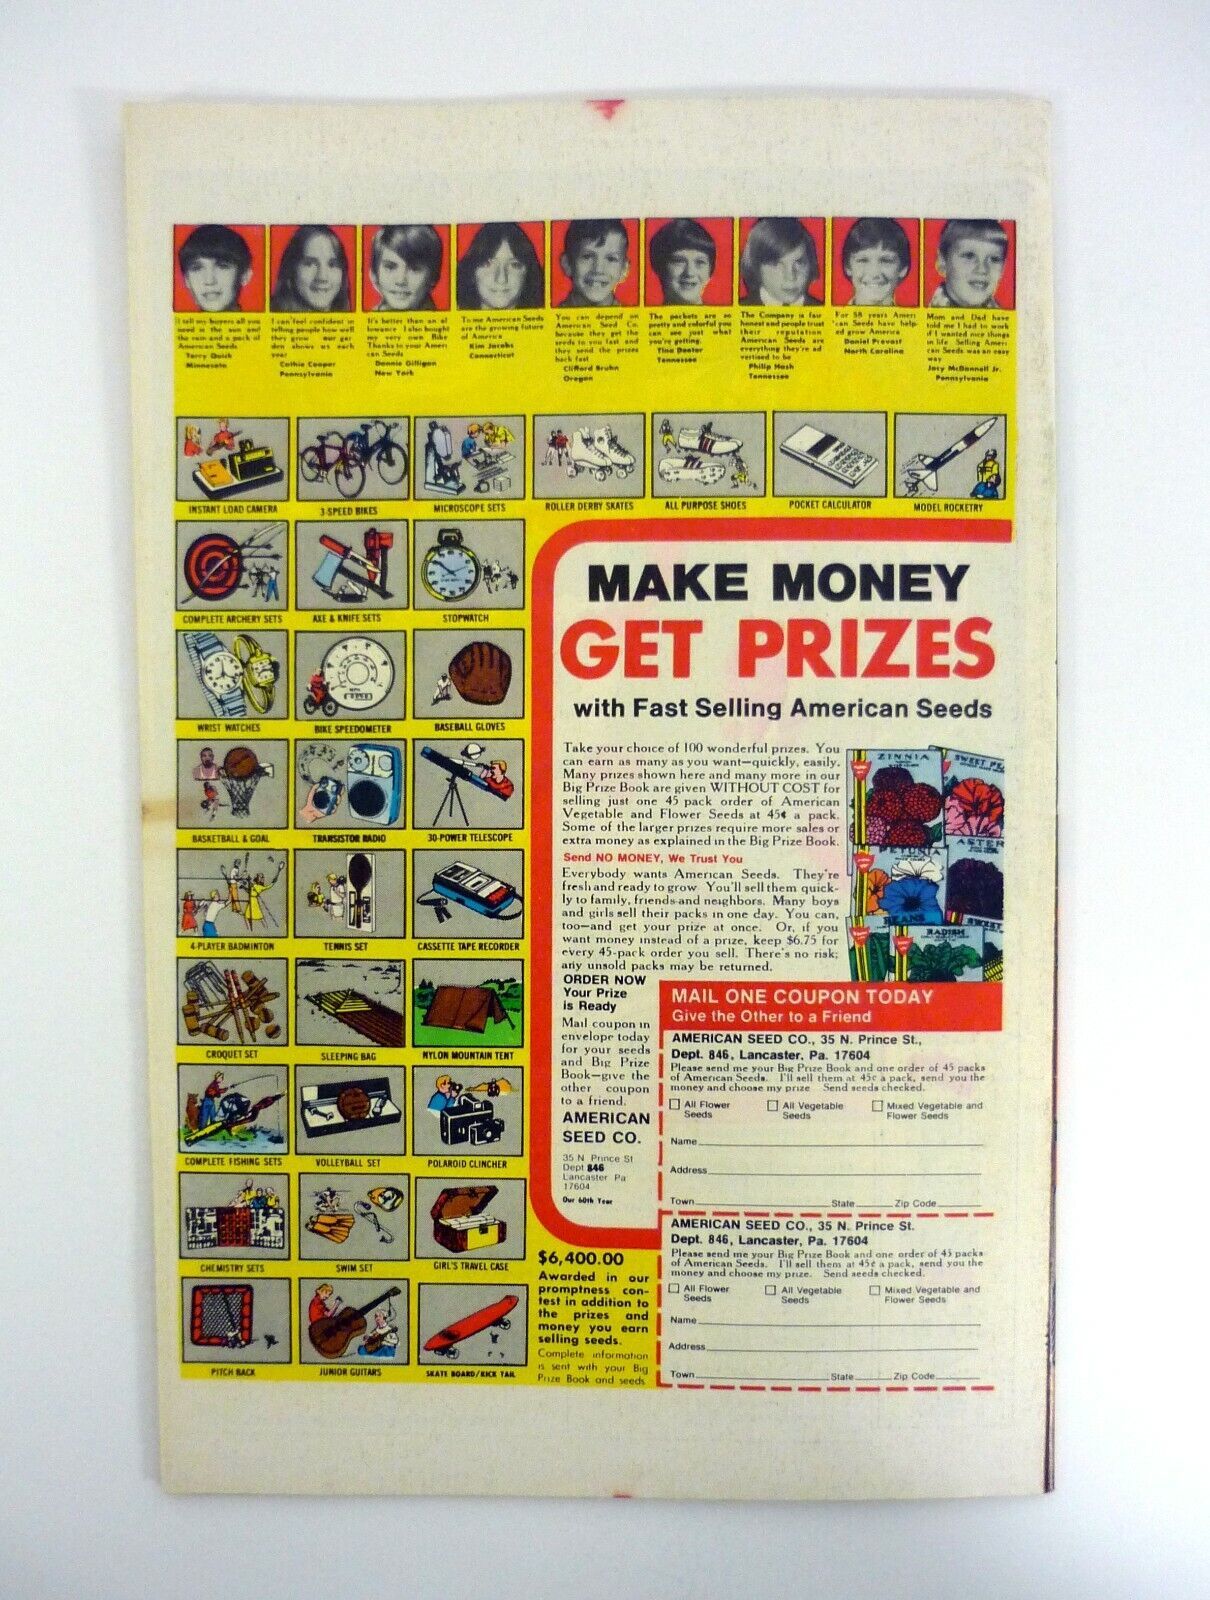 I tell my buyers all you
need is the sun and
the rain and a pack of
American Seeds
Terry Quick
Minnesota
I can feel confident in
telling people how well
they grow our gar
den shows us each
year
Cathie Cooper
Pennsylvania
It's better than an al
lowance I also bought
my very own Bike
Thanks to your Ameri
can Seeds
Donnie Gilligan
New York
To me American Seeds
are the growing future
of America
Kim Jacobs
Connecticut
You can depend on
American Seed Co.
because they get the
seeds to you fast and
they send the prizes
back fast
Clifford Bruhn
Oregon
The packets are so
pretty and colorful you
can see just what
you're getting.
Tina Dector
Tennessee
The Company is fair
honest and people trust
their reputation
American Seeds are
everything they're ad
vertised to be
Philip Hash
Tennessee
For 58 years Ameri
can Seeds have help-
ed grow America
Daniel Prevost
North Carolina
Mom and Dad have
told me I had to work
if I wanted nice things
in life Selling Ameri
can Seeds was an easy
way
Joey McDonnell Jr.
Pennsylvania
INSTANT LOAD CAMERA
3-SPEED BIKES
MICROSCOPE SETS
ROLLER DERBY SKATES
ALL PURPOSE SHOES
POCKET CALCULATOR
MODEL ROCKETRY
COMPLETE ARCHERY SETS
AXE & KNIFE SETS
STOPWATCH
WRIST WATCHES
BIKE SPEEDOMETER
BASEBALL GLOVES
BASKETBALL & GOAL
TRANSISTOR RADIO
30-POWER TELESCOPE
4-PLAYER BADMINTON
TENNIS SET
CASSETTE TAPE RECORDER
CROQUET SET
SLEEPING BAG
NYLON MOUNTAIN TENT
COMPLETE FISHING SETS
VOLLEYBALL SET
POLAROID CLINCHER
CHEMISTRY SETS
SWIM SET
GIRL'S TRAVEL CASE
PITCH BACK
JUNIOR GUITARS
SKATE BOARD/KICK TAIL
MAKE MONEY
GET PRIZES
with Fast Selling American Seeds
Take your choice of 100 wonderful prizes. You
can earn as many as you want—quickly, easily.
Many prizes shown here and many more in our
Big Prize Book are given WITHOUT COST for
selling just one 45 pack order of American
Vegetable and Flower Seeds at 45¢ a pack.
Some of the larger prizes require more sales or
extra money as explained in the Big Prize Book.
Send NO MONEY, We Trust You
Everybody wants American Seeds. They're
fresh and ready to grow You'll sell them quick-
ly to family, friends and neighbors. Many boys
and girls sell their packs in one day. You can,
too—and get your prize at once. Or, if you
want money instead of a prize, keep $6.75 for
every 45-pack order you sell. There's no risk;
any unsold packs may be returned.
ZINNIA
SWEET PE
PETUNIA
ASTER
BEANS
RADISH
ORDER NOW
Your Prize
is Ready
Mail coupon in
envelope today
for your seeds
and Big Prize
Book—give the
other coupon
to a friend.
AMERICAN
SEED CO.
35 N Prince St
Dept 846
Lancaster Pa
17604
Our 60th Year
MAIL ONE COUPON TODAY
Give the Other to a Friend
AMERICAN SEED CO., 35 N. Prince St.,
Dept. 846, Lancaster, Pa. 17604
Please send me your Big Prize Book and one order of 45 packs
of American Seeds. I'll sell them at 45¢ a pack, send you the
money and choose my prize Send seeds checked.
All Flower Seeds
All Vegetable Seeds
Mixed Vegetable and Flower Seeds
Name
Address
Town State Zip Code
AMERICAN SEED CO., 35 N. Prince St.
Dept. 846, Lancaster, Pa. 17604
Please send me your Big Prize Book and one order of 45 packs
of American Seeds. I'll sell them at 45¢ a pack, send you the
money and choose my prize. Send seeds checked.
All Flower Seeds
All Vegetable Seeds
Mixed Vegetable and Flower Seeds
Name
Address
Town State Zip Code
$6,400.00
Awarded in our
promptness con-
test in addition to
the prizes and
money you earn
selling seeds.
Complete information
is sent with your Big
Prize Book and seeds